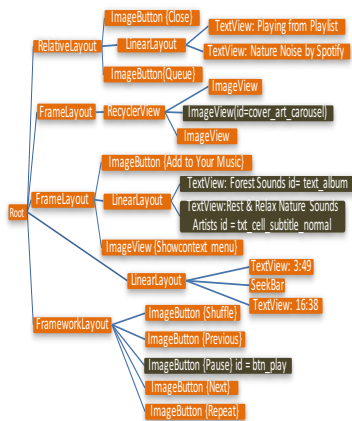 ImageButton {Close}
TextView: Playing from Playlist
RelativeLayout
LinearLayout
TextView: Nature Noise by Spotify
ImageButton{Queue}
ImageView
FrameLayout
RecyclerView
ImageView(id=cover_art_carousel)
ImageView
ImageButton {Add to Your Music}
TextView: Forest Sounds id= text_album
FrameLayout
LinearLayout
TextView:Rest & Relax Nature Sounds
Artists id = txt_cell_subtitle_normal
Root
ImageView {Showcontext menu}
TextView: 3:49
LinearLayout
SeekBar
TextView: 16:38
ImageButton {Shuffle}
FrameworkLayout
ImageButton {Previous}
ImageButton {Pause} id = btn_play
ImageButton {Next}
ImageButton {Repeat}